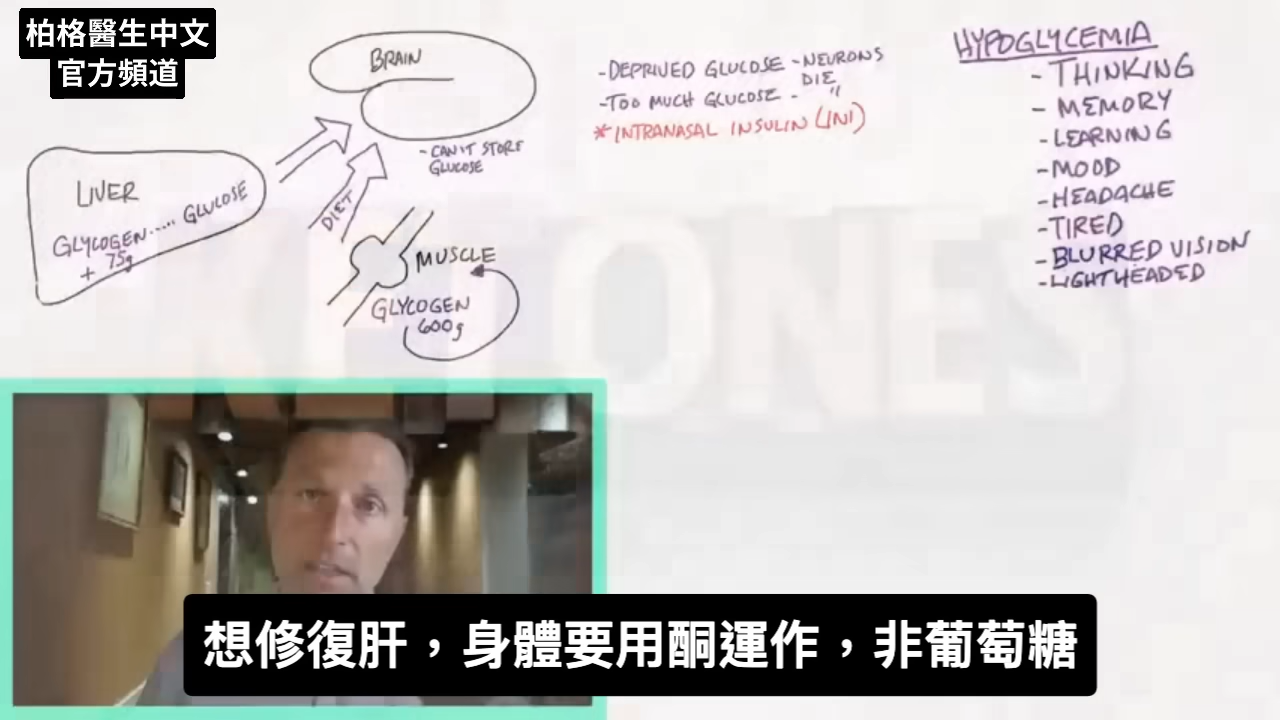 柏格醫生中文
官方頻道
BRAIN
- CAN'T STORE
GLUCOSE
LIVER
GLYCOGEN..... GLUCOSE
+ 75g
DIET
MUSCLE
GLYCOGEN
600g
-DEPRIVED GLUCOSE - NEURONS
DIE
-TOO MUCH GLUCOSE - "
* INTRANASAL INSULIN (INI)
HYPOGLYCEMIA
- THINKING
- MEMORY
- LEARNING
- MOOD
- HEADACHE
- TIRED
- BLURRED VISION
- LIGHTHEADED
KETONES
想修復肝，身體要用酮運作，非葡萄糖